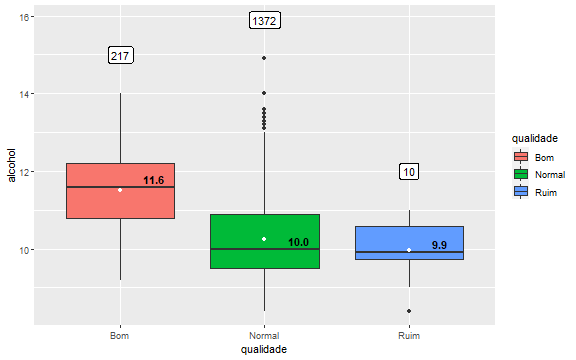 16
14
12
10
alcohol
217
1372
10
11.6
10.0
9.9
Bom
Normal
Ruim
qualidade
qualidade
Bom
Normal
Ruim